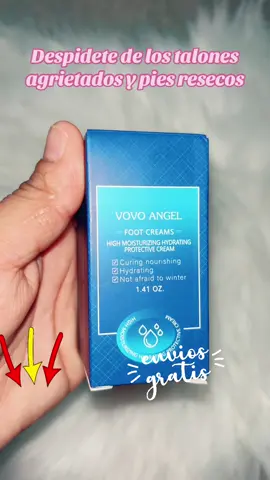 Despidete de los talones
agrietados y pies resecos
VOVO ANGEL
FOOT CREAMS
HIGH MOISTURIZING HYDRATING
PROTECTIVE CREAM
Curing nourishing
Hydrating
Not afraid to winter
1.41 OZ.
envios
gratis